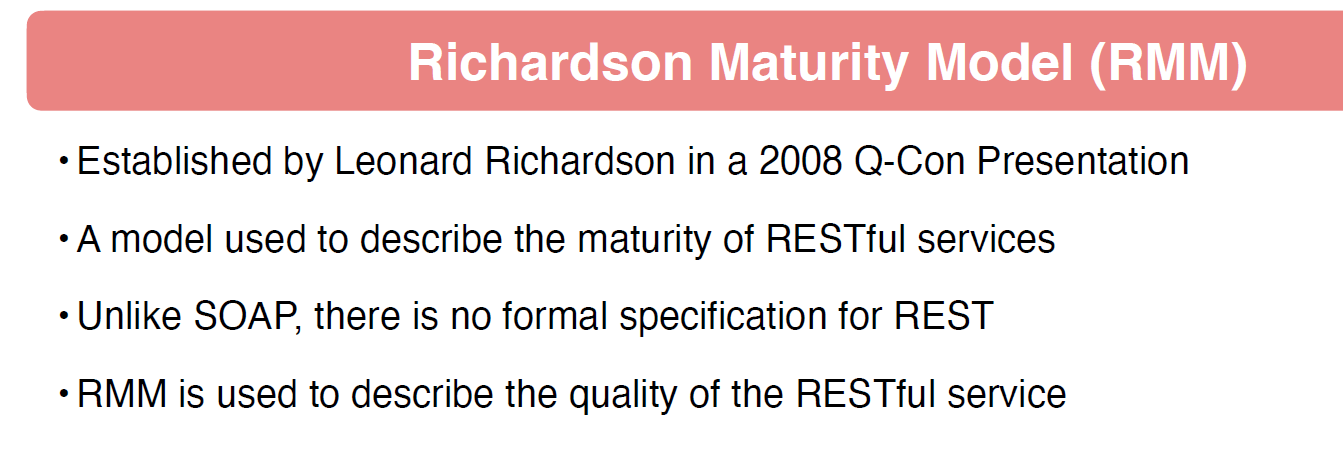 Richardson Maturity Model (RMM)
• Established by Leonard Richardson in a 2008 Q-Con Presentation
• A model used to describe the maturity of RESTful services
• Unlike SOAP, there is no formal specification for REST
• RMM is used to describe the quality of the RESTful service